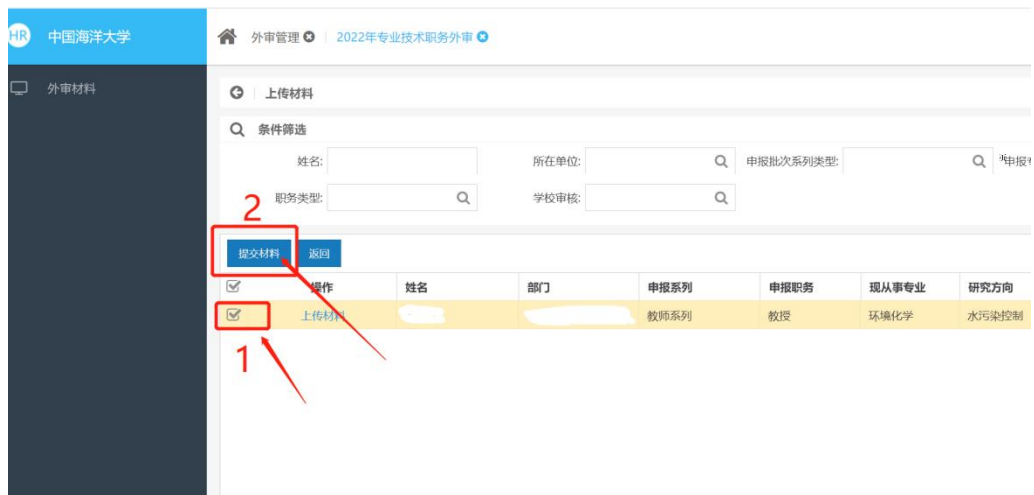 HR 中国海洋大学 外审管理 2022年专业技术职务外审
外审材料
上传材料
条件筛选
姓名: 所在单位: 申报批次系列类型: *申报
职务类型: 学校审核:
2
提交材料 返回
操作 姓名 部门 申报系列 申报职务 现从事专业 研究方向
上传材料 教师系列 教授 环境化学 水污染控制
1